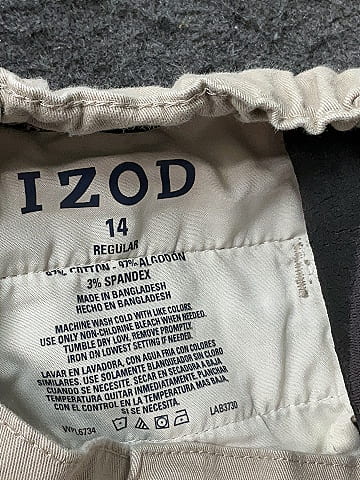 IZOD
14
REGULAR
97% COTTON - 97% ALGODON
3% SPANDEX
MADE IN BANGLADESH
HECHO EN BANGLADESH
MACHINE WASH COLD WITH LIKE COLORS.
USE ONLY NON-CHLORINE BLEACH WHEN NEEDED.
TUMBLE DRY LOW, REMOVE PROMPTLY.
IRON ON LOWEST SETTING IF NEEDED.
LAVAR EN LAVADORA, CON AGUA FRIA CON COLORES
SIMILARES. USE SOLAMENTE BLANQUEADOR SIN CLORO
CUANDO SE NECESITE. SECAR EN TEMPERATURA BAJA,
TEMPERATURA QUITAR INMEDIATAMENTE, PLANCHAR
CON EL CONTROL EN LA TEMPERATURA MAS BAJA,
SI SE NECESITA.
VVPL6734
LAB3730